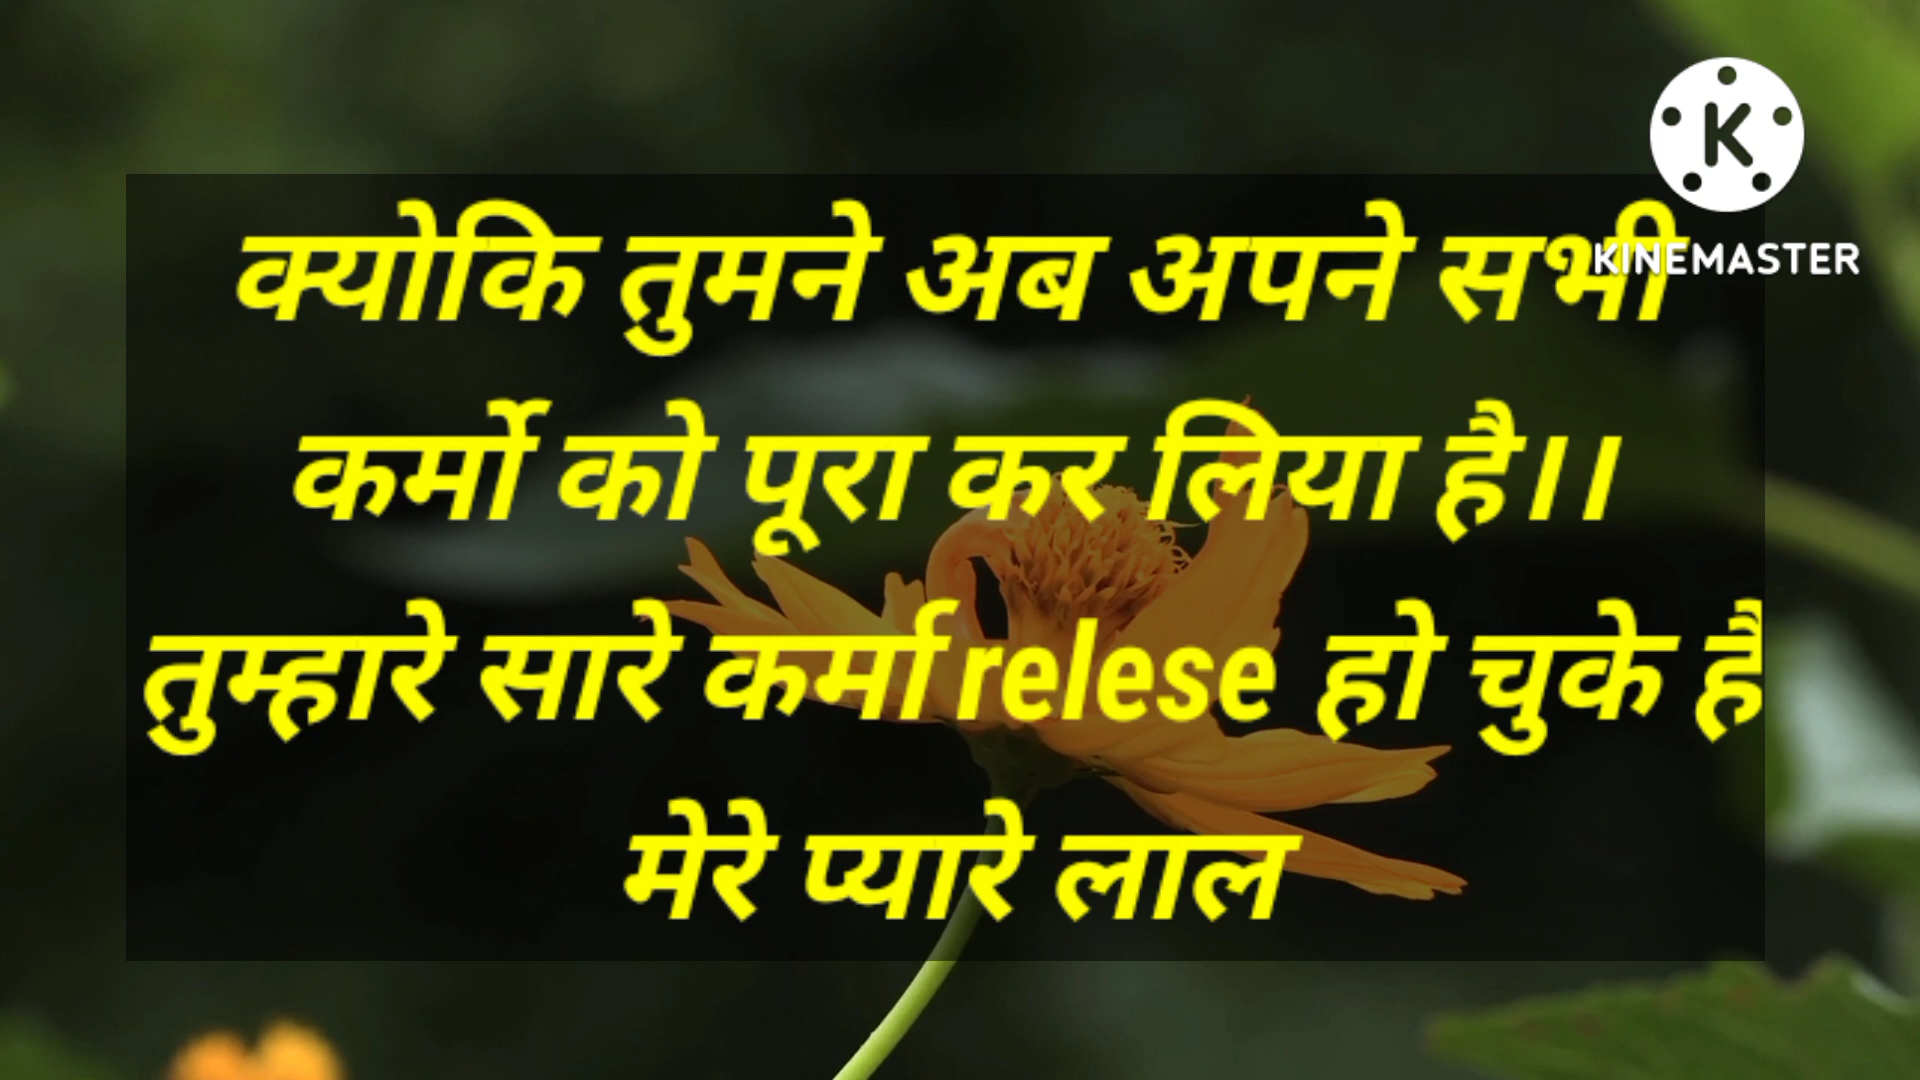 KINEMASTER
क्योकि तुमने अब अपने सभी
कर्मो को पूरा कर लिया है।।
तुम्हारे सारे कर्मा relese हो चुके है
मेरे प्यारे लाल